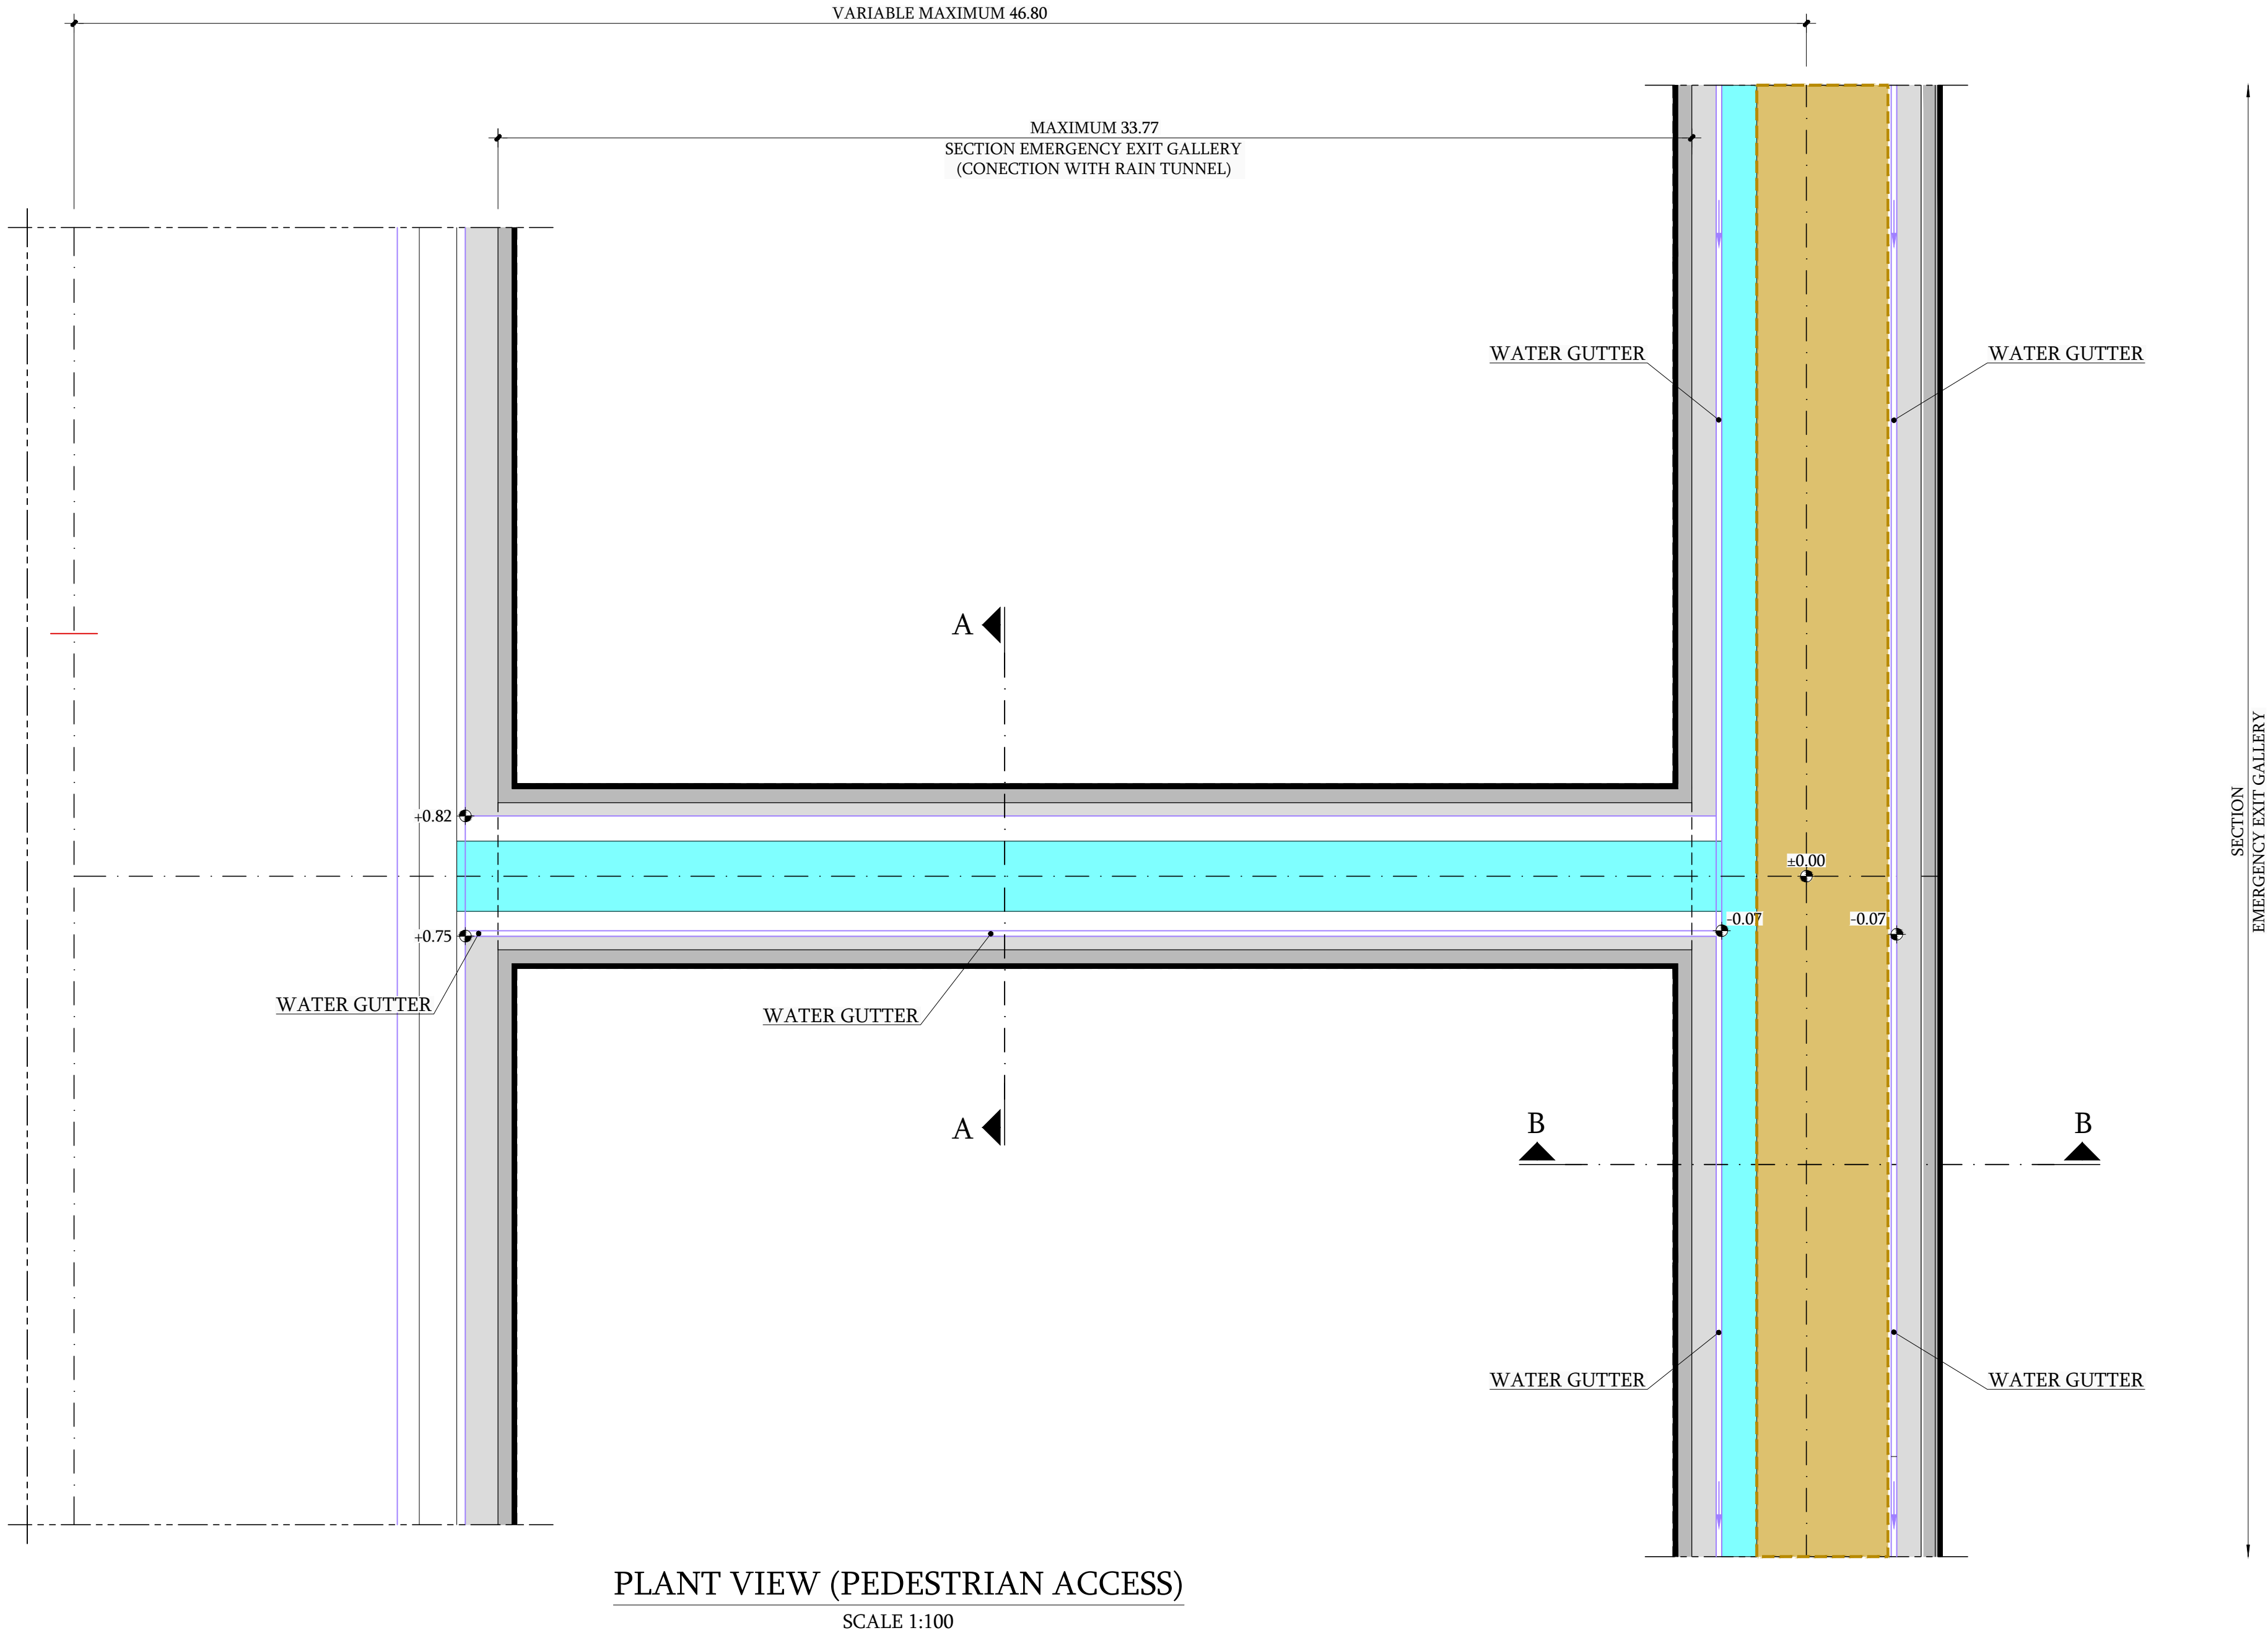 VARIABLE MAXIMUM 46.80
MAXIMUM 33.77
SECTION EMERGENCY EXIT GALLERY
(CONECTION WITH RAIN TUNNEL)
WATER GUTTER
WATER GUTTER
A
SECTION
EMERGENCY EXIT GALLERY
+0.82
±0.00
-0.07
-0.07
+0.75
WATER GUTTER
WATER GUTTER
A
B
B
WATER GUTTER
WATER GUTTER
PLANT VIEW (PEDESTRIAN ACCESS)
SCALE 1:100